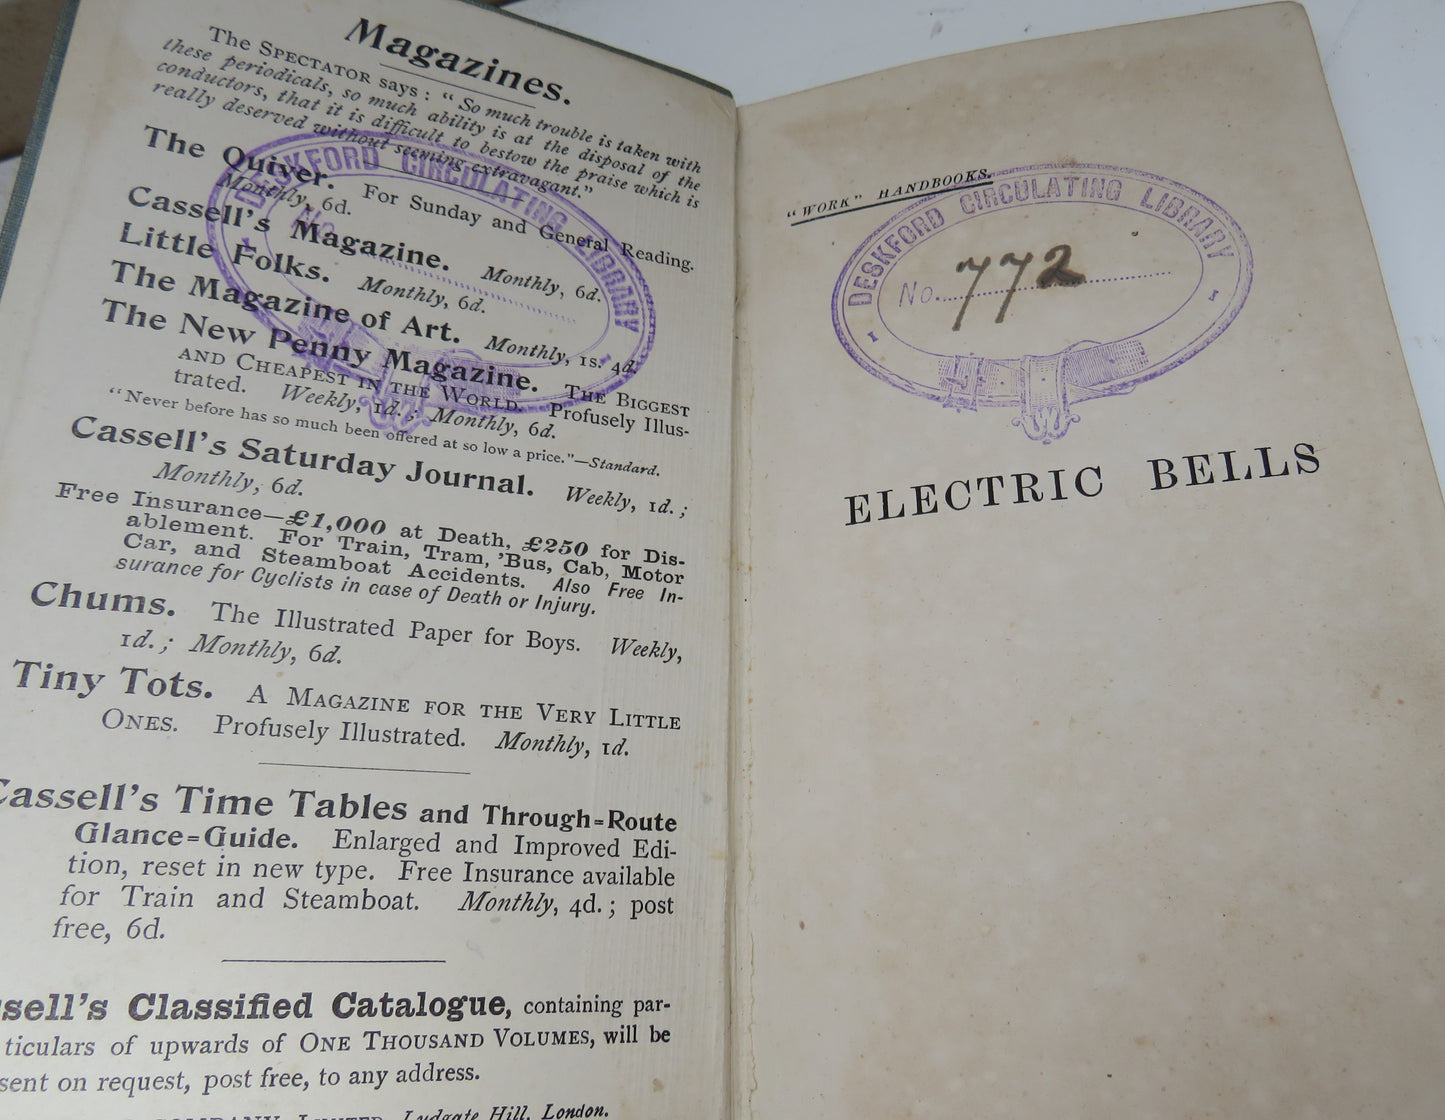 Magazines.
The SPECTATOR says: "So much trouble is taken with
these periodicals, so much ability is at the disposal of the
conductors, that it is difficult to bestow the praise which is
really deserved without seeming extravagant."
The Quiver. For Sunday and General Reading.
Monthly, 6d.
Cassell's Magazine. Monthly, 6d.
Little Folks. Monthly, 6d.
The Magazine of Art. Monthly, 1s. 4d.
The New Penny Magazine. THE BIGGEST
AND CHEAPEST IN THE WORLD. Profusely Illus-
trated. Weekly, 1d.; Monthly, 6d.
"Never before has so much been offered at so low a price."—Standard.
Cassell's Saturday Journal. Weekly, 1d.;
Monthly, 6d.
Free Insurance—£1,000 at Death, £250 for Dis-
ablement. For Train, Tram, 'Bus, Cab, Motor
Car, and Steamboat Accidents. Also Free In-
surance for Cyclists in case of Death or Injury.
Chums. The Illustrated Paper for Boys. Weekly,
1d.; Monthly, 6d.
Tiny Tots. A MAGAZINE FOR THE VERY LITTLE
ONES. Profusely Illustrated. Monthly, 1d.
Cassell's Time Tables and Through=Route
Glance=Guide. Enlarged and Improved Edi-
tion, reset in new type. Free Insurance available
for Train and Steamboat. Monthly, 4d.; post
free, 6d.
ssell's Classified Catalogue, containing par-
ticulars of upwards of ONE THOUSAND VOLUMES, will be
sent on request, post free, to any address.
COMPANY, LIMITED, Ludgate Hill, London.
DESKFORD CIRCULATING LIBRARY
No.
"WORK" HANDBOOKS.
DESKFORD CIRCULATING LIBRARY
No. 772
ELECTRIC BELLS